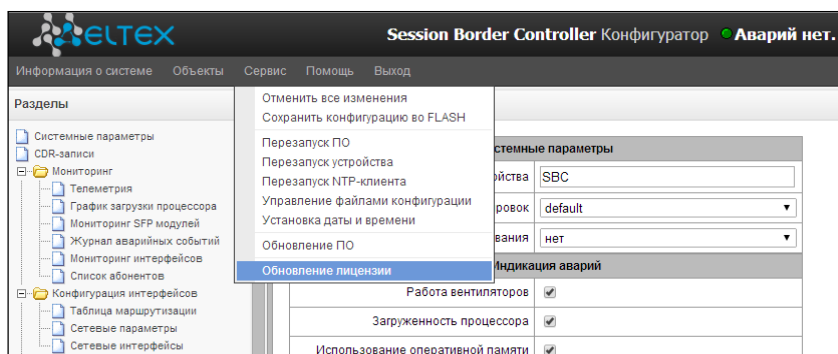 ELTEX
Session Border Controller Конфигуратор Аварий нет.
Информация о системе Объекты Сервис Помощь Выход
Разделы
Системные параметры
CDR-записи
Мониторинг
Телеметрия
График загрузки процессора
Мониторинг SFP модулей
Журнал аварийных событий
Мониторинг интерфейсов
Список абонентов
Конфигурация интерфейсов
Таблица маршрутизации
Сетевые параметры
Сетевые интерфейсы
Отменить все изменения
Сохранить конфигурацию во FLASH
Перезапуск ПО
Перезапуск устройства
Перезапуск NTP-клиента
Управление файлами конфигурации
Установка даты и времени
Обновление ПО
Обновление лицензии
стемные параметры
йства SBC
ровок default
вания нет
Индикация аварий
Работа вентиляторов
Загруженность процессора
Использование оперативной памяти